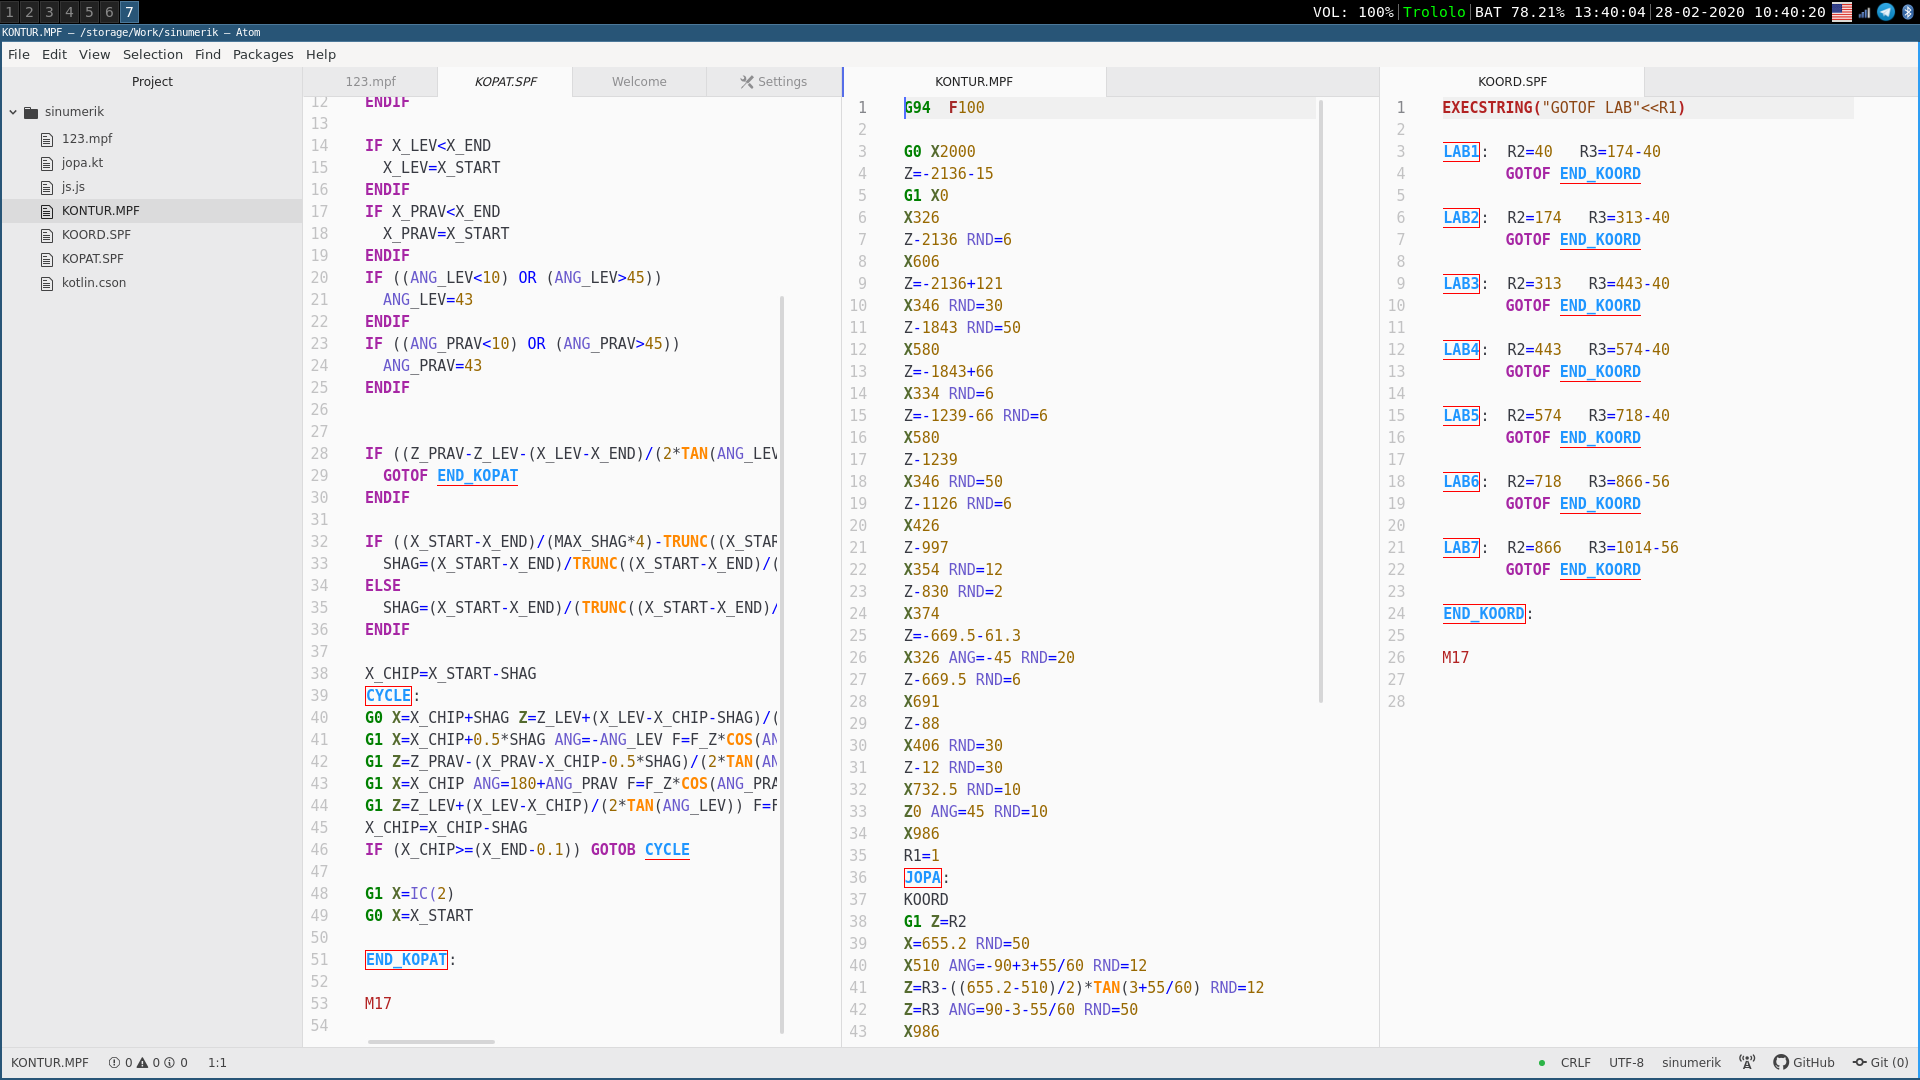 1 2 3 4 5 6 7
VOL: 100%|Trololo|BAT 78.21% 13:40:04|28-02-2020 10:40:20
KONTUR.MPF — /storage/Work/sinumerik — Atom
File Edit View Selection Find Packages Help
Project
sinumerik
123.mpf
jopa.kt
js.js
KONTUR.MPF
KOORD.SPF
KOPAT.SPF
kotlin.cson
123.mpf KOPAT.SPF Welcome Settings
12 ENDIF
13
14 IF X_LEV<X_END
15 X_LEV=X_START
16 ENDIF
17 IF X_PRAV<X_END
18 X_PRAV=X_START
19 ENDIF
20 IF ((ANG_LEV<10) OR (ANG_LEV>45))
21 ANG_LEV=43
22 ENDIF
23 IF ((ANG_PRAV<10) OR (ANG_PRAV>45))
24 ANG_PRAV=43
25 ENDIF
26
27
28 IF ((Z_PRAV-Z_LEV-(X_LEV-X_END)/(2*TAN(ANG_LEV
29 GOTOF END_KOPAT
30 ENDIF
31
32 IF ((X_START-X_END)/(MAX_SHAG*4)-TRUNC((X_STAR
33 SHAG=(X_START-X_END)/TRUNC((X_START-X_END)/(
34 ELSE
35 SHAG=(X_START-X_END)/(TRUNC((X_START-X_END)/
36 ENDIF
37
38 X_CHIP=X_START-SHAG
39 CYCLE:
40 G0 X=X_CHIP+SHAG Z=Z_LEV+(X_LEV-X_CHIP-SHAG)/(
41 G1 X=X_CHIP+0.5*SHAG ANG=-ANG_LEV F=F_Z*COS(AN
42 G1 Z=Z_PRAV-(X_PRAV-X_CHIP-0.5*SHAG)/(2*TAN(AN
43 G1 X=X_CHIP ANG=180+ANG_PRAV F=F_Z*COS(ANG_PRA
44 G1 Z=Z_LEV+(X_LEV-X_CHIP)/(2*TAN(ANG_LEV)) F=F
45 X_CHIP=X_CHIP-SHAG
46 IF (X_CHIP>=(X_END-0.1)) GOTOB CYCLE
47
48 G1 X=IC(2)
49 G0 X=X_START
50
51 END_KOPAT:
52
53 M17
54
KONTUR.MPF
1 G94 F100
2
3 G0 X2000
4 Z=-2136-15
5 G1 X0
6 X326
7 Z-2136 RND=6
8 X606
9 Z=-2136+121
10 X346 RND=30
11 Z-1843 RND=50
12 X580
13 Z=-1843+66
14 X334 RND=6
15 Z=-1239-66 RND=6
16 X580
17 Z-1239
18 X346 RND=50
19 Z-1126 RND=6
20 X426
21 Z-997
22 X354 RND=12
23 Z-830 RND=2
24 X374
25 Z=-669.5-61.3
26 X326 ANG=-45 RND=20
27 Z-669.5 RND=6
28 X691
29 Z-88
30 X406 RND=30
31 Z-12 RND=30
32 X732.5 RND=10
33 Z0 ANG=45 RND=10
34 X986
35 R1=1
36 JOPA:
37 KOORD
38 G1 Z=R2
39 X=655.2 RND=50
40 X510 ANG=-90+3+55/60 RND=12
41 Z=R3-((655.2-510)/2)*TAN(3+55/60) RND=12
42 Z=R3 ANG=90-3-55/60 RND=50
43 X986
KOORD.SPF
1 EXECSTRING("GOTOF LAB"<<R1)
2
3 LAB1: R2=40 R3=174-40
4 GOTOF END_KOORD
5
6 LAB2: R2=174 R3=313-40
7 GOTOF END_KOORD
8
9 LAB3: R2=313 R3=443-40
10 GOTOF END_KOORD
11
12 LAB4: R2=443 R3=574-40
13 GOTOF END_KOORD
14
15 LAB5: R2=574 R3=718-40
16 GOTOF END_KOORD
17
18 LAB6: R2=718 R3=866-56
19 GOTOF END_KOORD
20
21 LAB7: R2=866 R3=1014-56
22 GOTOF END_KOORD
23
24 END_KOORD:
25
26 M17
27
28
KONTUR.MPF 0 0 0 1:1 CRLF UTF-8 sinumerik GitHub Git (0)